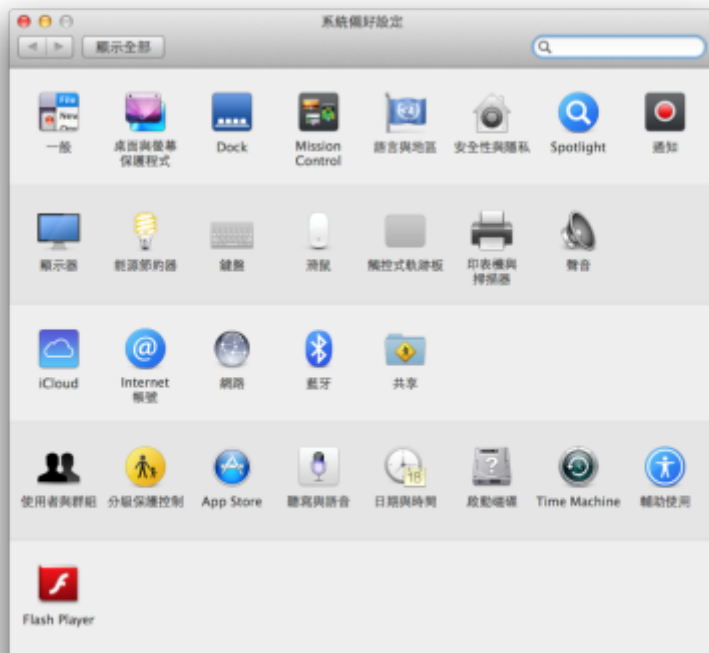 系統偏好設定
顯示全部
File
New
一般
桌面與螢幕
保護程式
Dock
Mission
Control
語言與地區
安全性與隱私
Spotlight
通知
顯示器
能源節約器
鍵盤
滑鼠
觸控式軌跡板
印表機與
掃描器
聲音
iCloud
Internet
帳號
網路
藍牙
共享
18
使用者與群組
分級保護控制
App Store
聽寫與語音
日期與時間
啟動磁碟
Time Machine
輔助使用
Flash Player